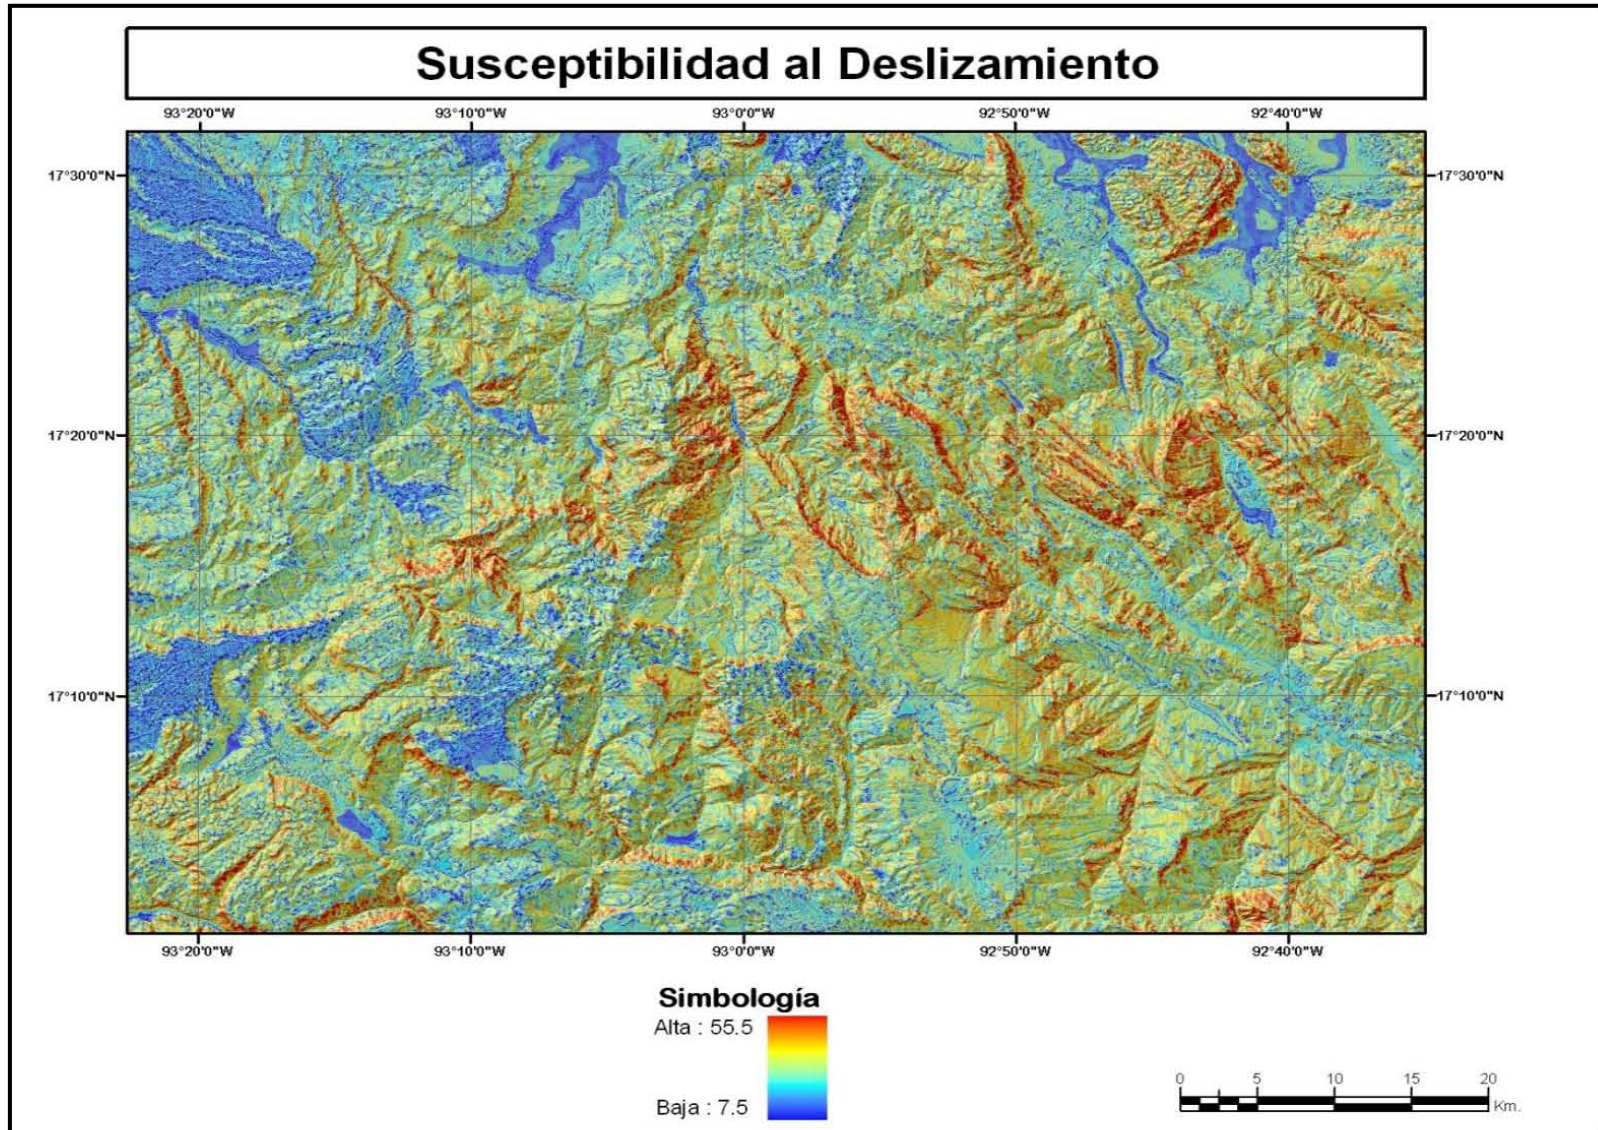 Susceptibilidad al Deslizamiento
93°20'0"W 93°10'0"W 93°0'0"W 92°50'0"W 92°40'0"W
17°30'0"N 17°30'0"N
17°20'0"N 17°20'0"N
17°10'0"N 17°10'0"N
93°20'0"W 93°10'0"W 93°0'0"W 92°50'0"W 92°40'0"W
Simbología
Alta : 55.5
Baja : 7.5
0 5 10 15 20
Km.